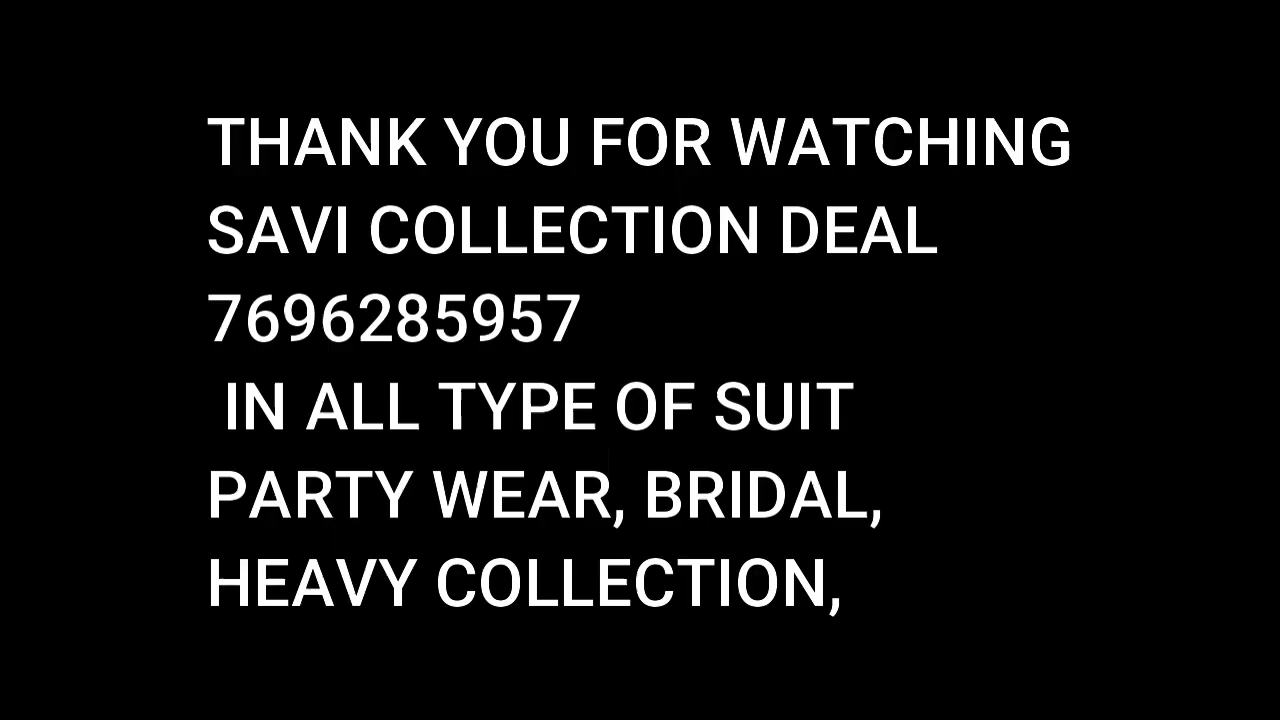 THANK YOU FOR WATCHING
SAVI COLLECTION DEAL
7696285957
IN ALL TYPE OF SUIT
PARTY WEAR, BRIDAL,
HEAVY COLLECTION,